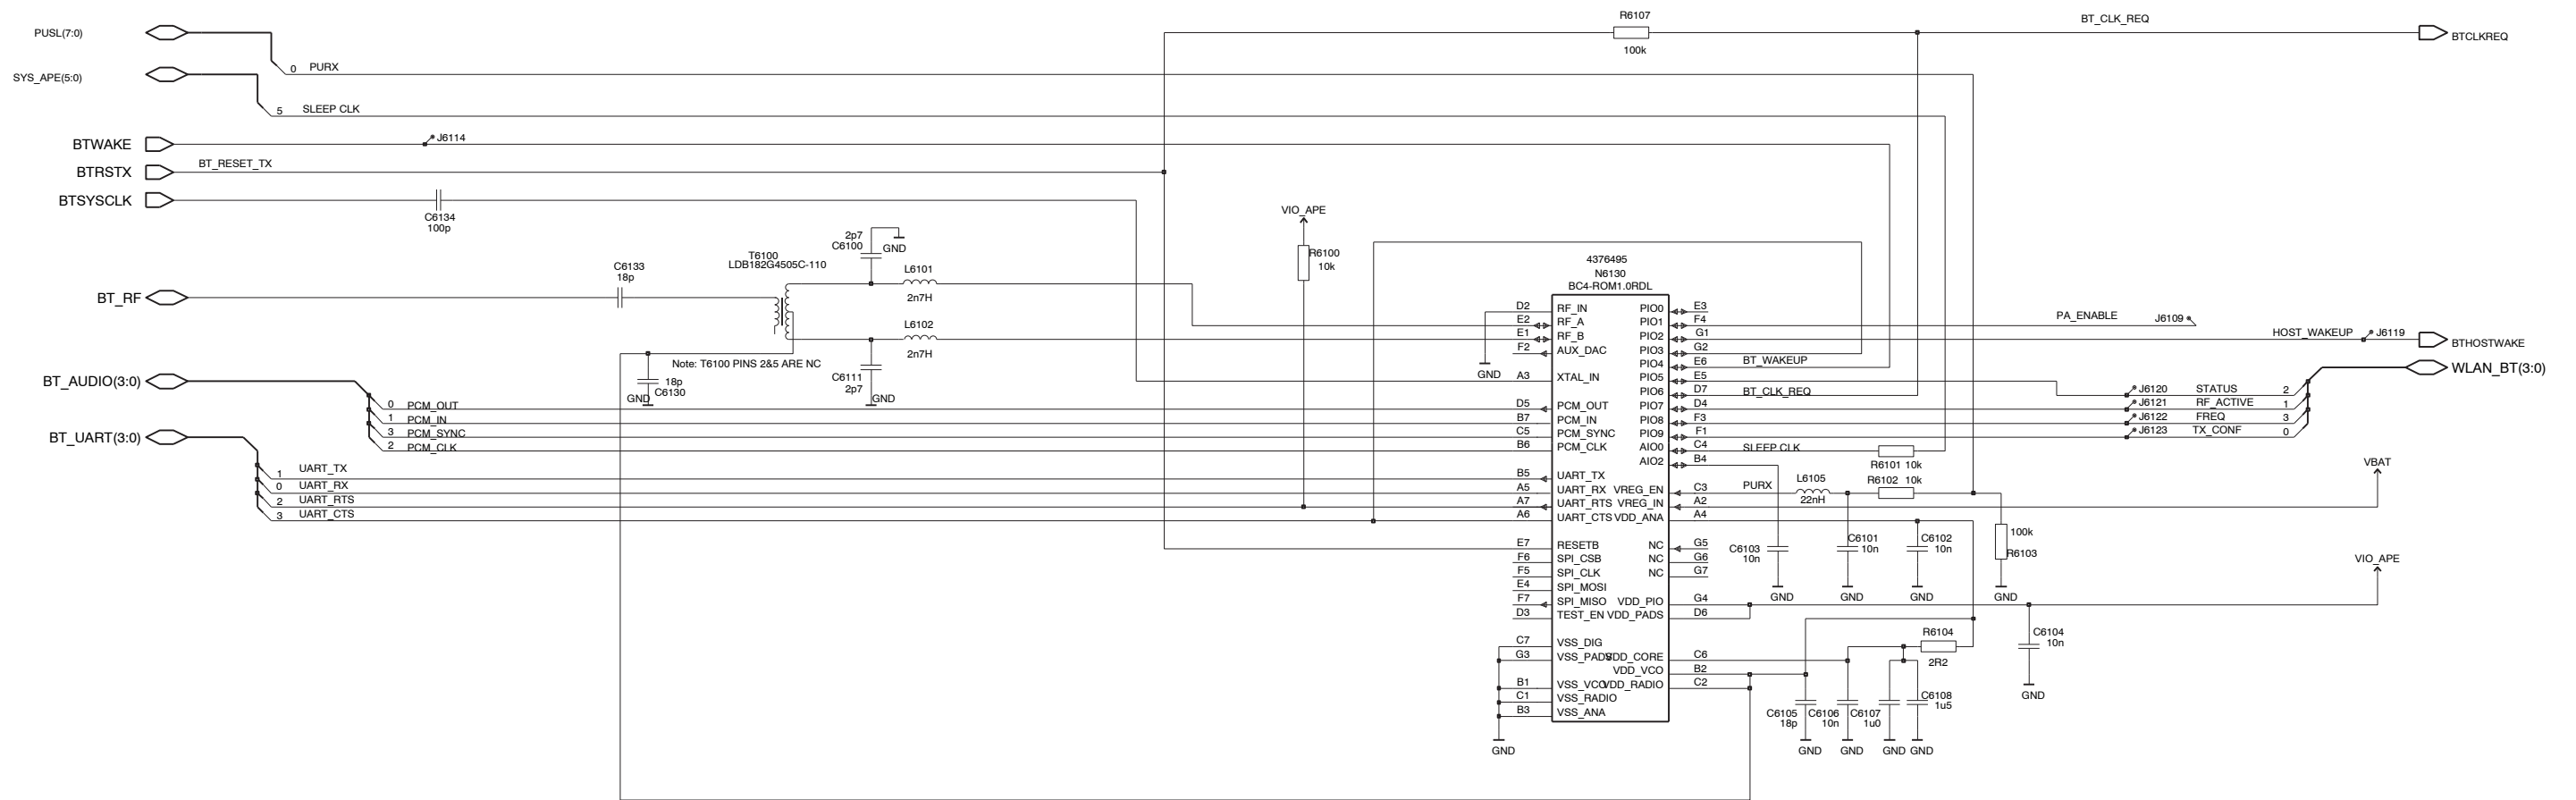 R6107
100k
BT_CLK_REQ
BTCLKREQ
PUSL(7:0)
0 PURX
SYS_APE(5:0)
5 SLEEP CLK
BTWAKE
J6114
BTRSTX
BT_RESET_TX
BTSYSCLK
C6134
100p
VIO_APE
R6100
10k
2p7
C6100
GND
T6100
LDB182G4505C-110
C6133
18p
L6101
2n7H
BT_RF
L6102
2n7H
Note: T6100 PINS 2&5 ARE NC
C6111
2p7
GND
18p
C6130
GND
4376495
N6130
BC4-ROM1.0RDL
D2 RF_IN
E2 RF_A
E1 RF_B
F2 AUX_DAC
GND
A3 XTAL_IN
BT_AUDIO(3:0)
0 PCM_OUT
1 PCM_IN
3 PCM_SYNC
2 PCM_CLK
D5 PCM_OUT
B7 PCM_IN
C5 PCM_SYNC
B6 PCM_CLK
BT_UART(3:0)
1 UART_TX
0 UART_RX
2 UART_RTS
3 UART_CTS
B5 UART_TX
A5 UART_RX
A7 UART_RTS
A6 UART_CTS
E7 RESETB
F6 SPI_CSB
F5 SPI_CLK
E4 SPI_MOSI
F7 SPI_MISO
D3 TEST_EN
C7 VSS_DIG
G3 VSS_PADS
B1 VSS_VCO
C1 VSS_RADIO
B3 VSS_ANA
GND
PIO0 E3
PIO1 F4
PIO2 G1
PIO3 G2
PIO4 E6
PIO5 E5
PIO6 D7
PIO7 D4
PIO8 F3
PIO9 F1
AIO0 C4
AIO2 B4
VREG_EN C3
VREG_IN A2
VDD_ANA A4
NC G5
NC G6
NC G7
VDD_PIO G4
VDD_PADS D6
VDD_CORE C6
VDD_VCO B2
VDD_RADIO C2
PA_ENABLE
J6109
HOST_WAKEUP
J6119
BTHOSTWAKE
BT_WAKEUP
WLAN_BT(3:0)
BT_CLK_REQ
J6120 STATUS 2
J6121 RF_ACTIVE 1
J6122 FREQ 3
J6123 TX_CONF 0
SLEEP CLK
R6101 10k
R6102 10k
PURX
L6105
22nH
VBAT
C6103
10n
GND
C6101
10n
GND
C6102
10n
GND
100k
R6103
GND
VIO_APE
C6104
10n
GND
R6104
2R2
C6105
18p
GND
C6106
10n
GND
C6107
1u0
GND
C6108
1u5
GND